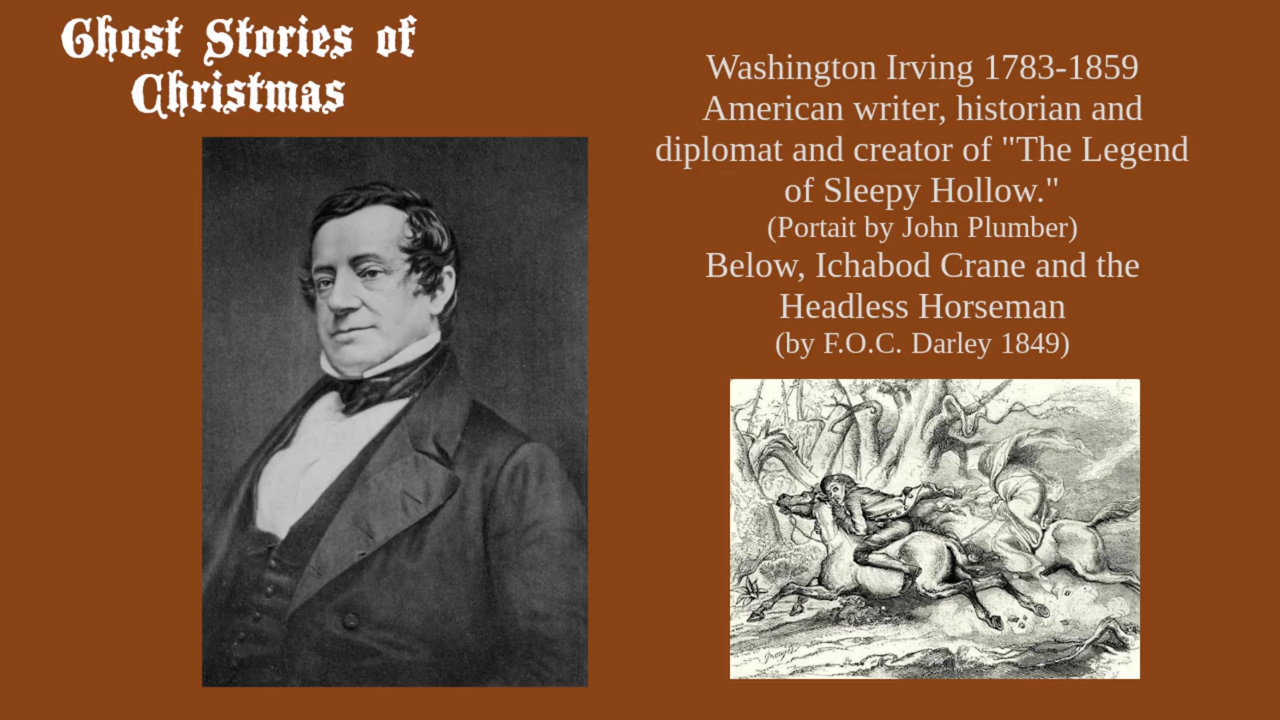 Ghost Stories of
Christmas
Washington Irving 1783-1859
American writer, historian and
diplomat and creator of "The Legend
of Sleepy Hollow."
(Portait by John Plumber)
Below, Ichabod Crane and the
Headless Horseman
(by F.O.C. Darley 1849)